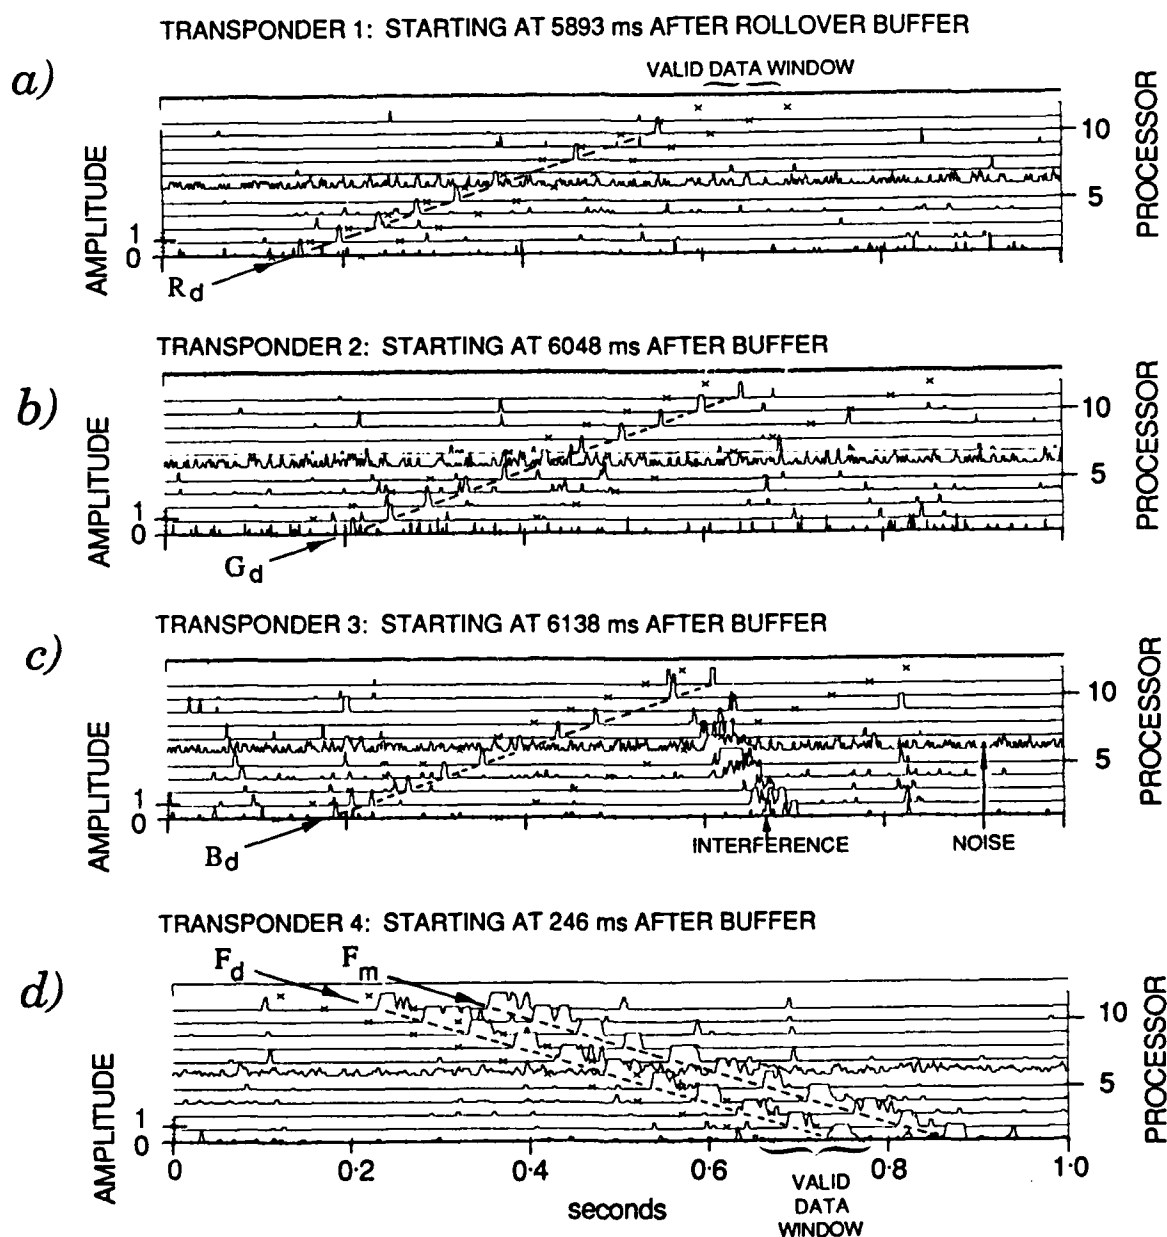 TRANSPONDER 1: STARTING AT 5893 ms AFTER ROLLOVER BUFFER
a)
VALID DATA WINDOW
AMPLITUDE
1
0
10
5
PROCESSOR
Rd
TRANSPONDER 2: STARTING AT 6048 ms AFTER BUFFER
b)
AMPLITUDE
1
0
10
5
PROCESSOR
Gd
TRANSPONDER 3: STARTING AT 6138 ms AFTER BUFFER
c)
AMPLITUDE
1
0
10
5
PROCESSOR
Bd
INTERFERENCE
NOISE
TRANSPONDER 4: STARTING AT 246 ms AFTER BUFFER
d)
Fd
Fm
AMPLITUDE
1
0
10
5
PROCESSOR
0 0·2 0·4 0·6 0·8 1·0
seconds
VALID
DATA
WINDOW